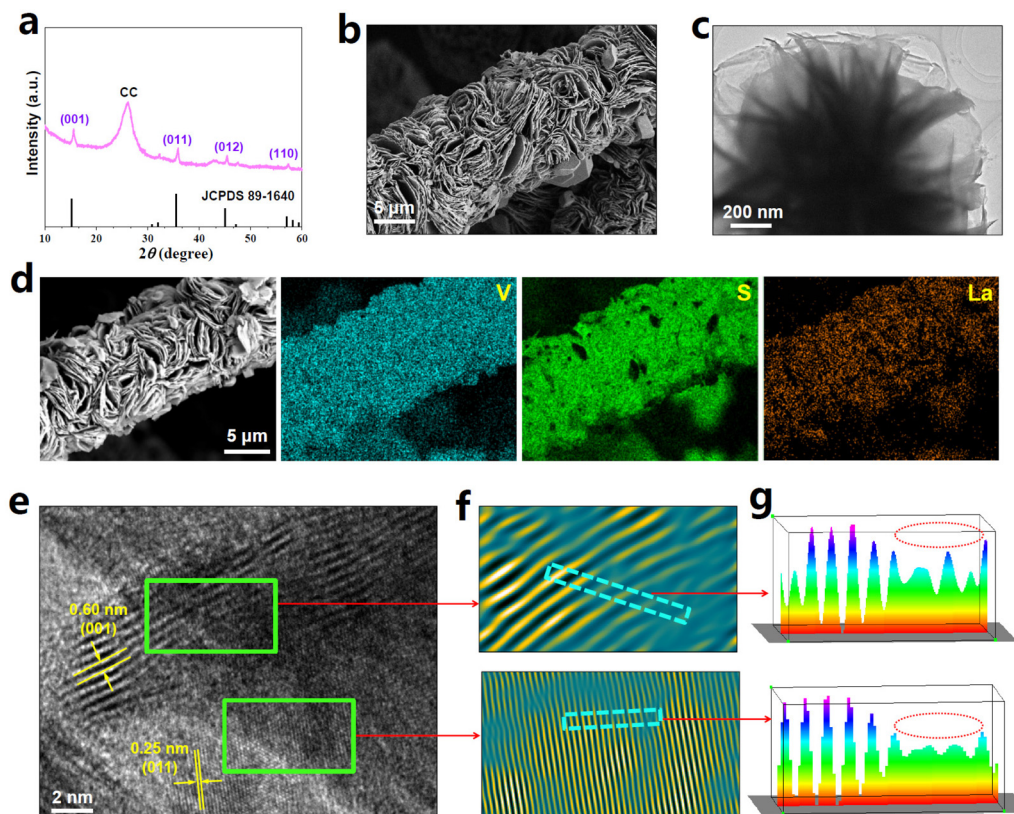 a
Intensity (a.u.)
CC
(001)
(011)
(012)
(110)
JCPDS 89-1640
10
20
30
40
50
60
2θ (degree)
b
5 μm
c
200 nm
d
5 μm
V
S
La
e
0.60 nm
(001)
0.25 nm
(011)
2 nm
f
g